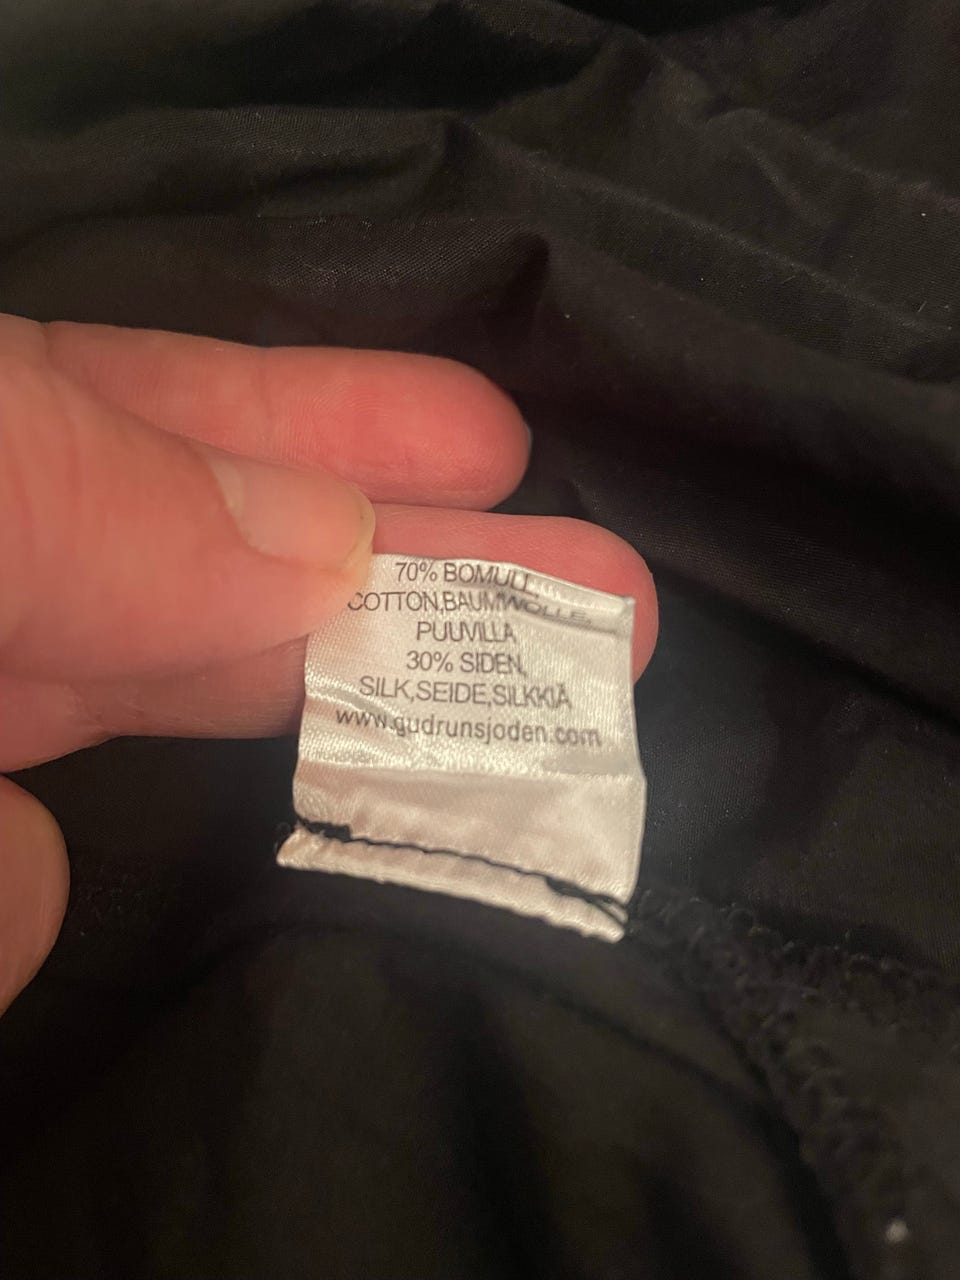 70% BOMULL,
COTTON,BAUMWOLLE,
PUUVILLA
30% SIDEN,
SILK,SEIDE,SILKKIÄ
www.gudrunsjoden.com